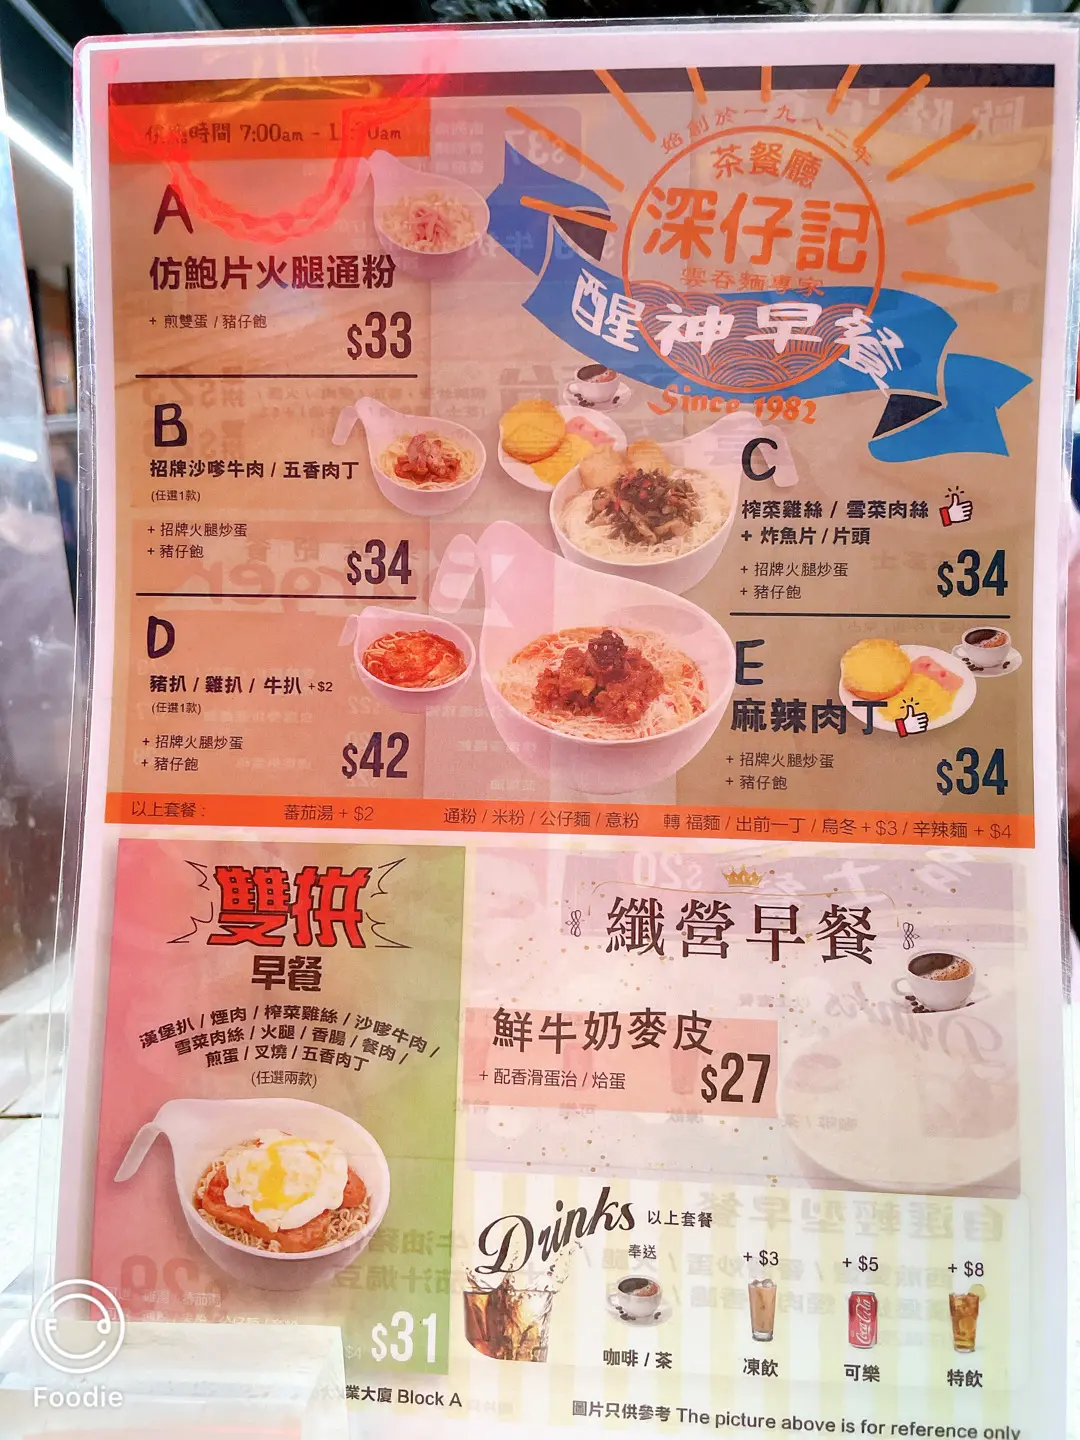 供應時間 7:00am -
始創於一九八二年
茶餐廳
深仔記
雲吞麵專家
醒神早餐
Since 1982
A
仿鮑片火腿通粉
+ 煎雙蛋 / 豬仔飽
$33
B
招牌沙嗲牛肉 / 五香肉丁
(任選1款)
+ 招牌火腿炒蛋
+ 豬仔飽
$34
C
榨菜雞絲 / 雪菜肉絲
+ 炸魚片 / 片頭
+ 招牌火腿炒蛋
+ 豬仔飽
$34
D
豬扒 / 雞扒 / 牛扒 +$2
(任選1款)
+ 招牌火腿炒蛋
+ 豬仔飽
$42
E
麻辣肉丁
+ 招牌火腿炒蛋
+ 豬仔飽
$34
以上套餐 : 蕃茄湯 + $2 通粉 / 米粉 / 公仔麵 / 意粉 轉 福麵 / 出前一丁 / 烏冬 + $3 / 辛辣麵 + $4
雙拼
早餐
漢堡扒 / 煙肉 / 榨菜雞絲 / 沙嗲牛肉 /
雪菜肉絲 / 火腿 / 香腸 / 餐肉 /
煎蛋 / 叉燒 / 五香肉丁
(任選兩款)
$31
纖營早餐
鮮牛奶麥皮
+ 配香滑蛋治 / 烚蛋
$27
Drinks 以上套餐
奉送
咖啡 / 茶
+ $3
凍飲
+ $5
Coca-Cola
可樂
+ $8
特飲
業大廈 Block A
圖片只供參考 The picture above is for reference only
Foodie